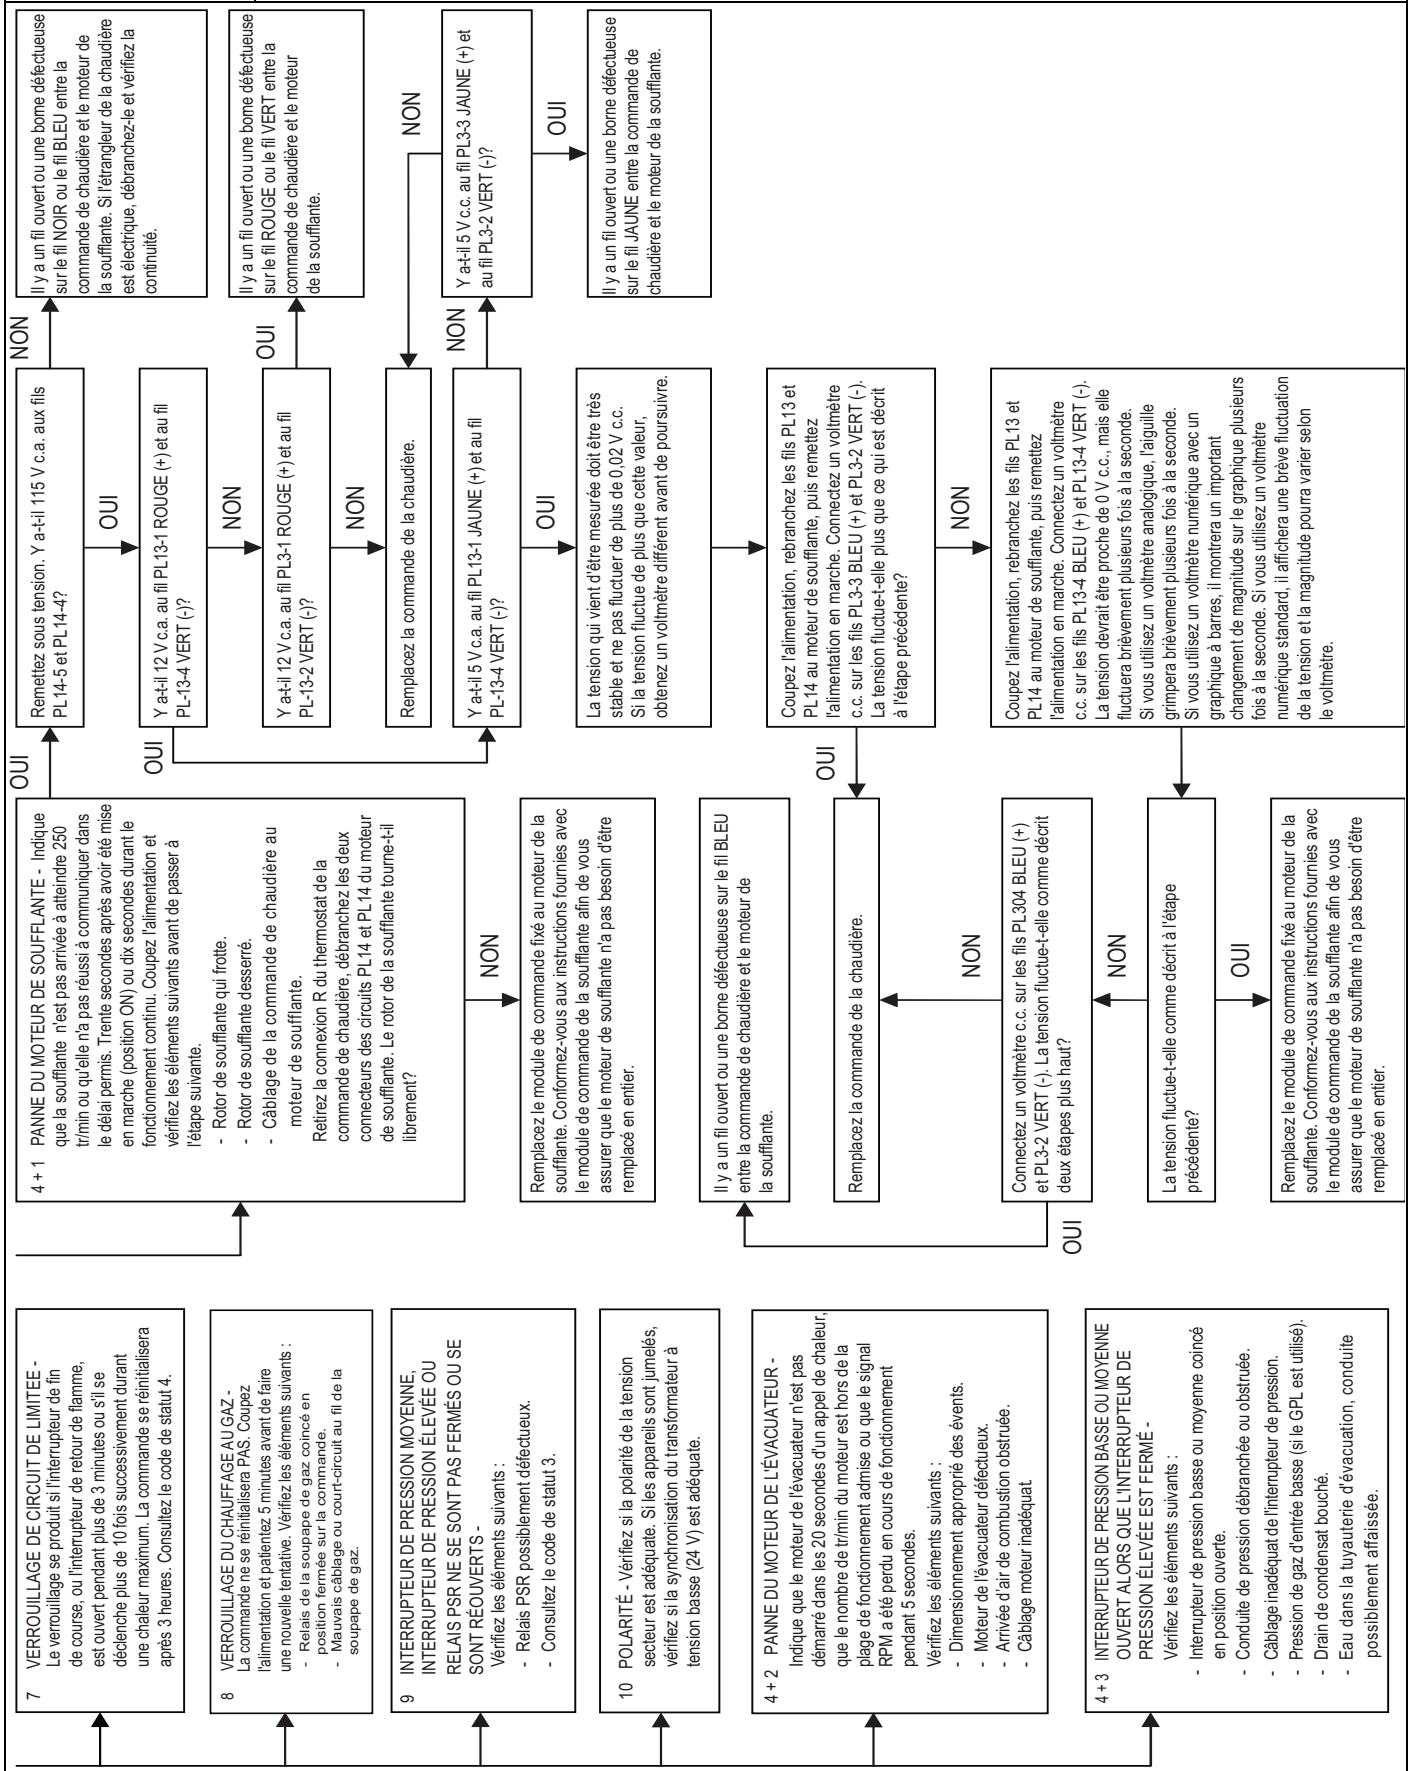 7 VERROUILLAGE DE CIRCUIT DE LIMITEE -
Le verrouillage se produit si l'interrupteur de fin
de course, ou l'interrupteur de retour de flamme,
est ouvert pendant plus de 3 minutes ou s'il se
déclenche plus de 10 fois successivement durant
une chaleur maximum. La commande se réinitialisera
après 3 heures. Consultez le code de statut 4.
8 VERROUILLAGE DU CHAUFFAGE AU GAZ -
La commande ne se réinitialisera PAS. Coupez
l'alimentation et patientez 5 minutes avant de faire
une nouvelle tentative. Vérifiez les éléments suivants :
- Relais de la soupape de gaz coincé en
position fermée sur la commande.
- Mauvais câblage ou court-circuit au fil de la
soupape de gaz.
9 INTERRUPTEUR DE PRESSION MOYENNE,
INTERRUPTEUR DE PRESSION ÉLEVÉE OU
RELAIS PSR NE SE SONT PAS FERMÉS OU SE
SONT RÉOUVERTS -
Vérifiez les éléments suivants :
- Relais PSR possiblement défectueux.
- Consultez le code de statut 3.
10 POLARITÉ - Vérifiez si la polarité de la tension
secteur est adéquate. Si les appareils sont jumelés,
vérifiez si la synchronisation du transformateur à
tension basse (24 V) est adéquate.
4 + 2 PANNE DU MOTEUR DE L'ÉVACUATEUR -
Indique que le moteur de l'évacuateur n'est pas
démarré dans les 20 secondes d'un appel de chaleur,
que le nombre de tr/min du moteur est hors de la
plage de fonctionnement admise ou que le signal
RPM a été perdu en cours de fonctionnement
pendant 5 secondes.
Vérifiez les éléments suivants :
- Dimensionnement approprié des évents.
- Moteur de l'évacuateur défectueux.
- Arrivée d'air de combustion obstruée.
- Câblage moteur inadéquat.
4 + 3 INTERRUPTEUR DE PRESSION BASSE OU MOYENNE
OUVERT ALORS QUE L'INTERRUPTEUR DE
PRESSION ÉLEVÉE EST FERMÉ -
Vérifiez les éléments suivants :
- Interrupteur de pression basse ou moyenne coincé
en position ouverte.
- Conduite de pression débranchée ou obstruée.
- Câblage inadéquat de l'interrupteur de pression.
- Pression de gaz d'entrée basse (si le GPL est utilisé).
- Drain de condensat bouché.
- Eau dans la tuyauterie d'évacuation, conduite
possiblement affaissée.
4 + 1 PANNE DU MOTEUR DE SOUFFLANTE - Indique
que la soufflante n'est pas arrivée à atteindre 250
tr/min ou qu'elle n'a pas réussi à communiquer dans
le délai permis. Trente secondes après avoir été mise
en marche (position ON) ou dix secondes durant le
fonctionnement continu. Coupez l'alimentation et
vérifiez les éléments suivants avant de passer à
l'étape suivante.
- Rotor de soufflante qui frotte.
- Rotor de soufflante desserré.
- Câblage de la commande de chaudière au
moteur de soufflante.
Retirez la connexion R du thermostat de la
commande de chaudière, débranchez les deux
connecteurs des circuits PL14 et PL14 du moteur
de soufflante. Le rotor de la soufflante tourne-t-il
librement?
OUI
NON
Remplacez le module de commande fixé au moteur de la
soufflante. Conformez-vous aux instructions fournies avec
le module de commande de la soufflante afin de vous
assurer que le moteur de soufflante n'a pas besoin d'être
remplacé en entier.
Il y a un fil ouvert ou une borne défectueuse sur le fil BLEU
entre la commande de chaudière et le moteur de
la soufflante.
Remplacez la commande de la chaudière.
NON
OUI
Connectez un voltmètre c.c. sur les fils PL304 BLEU (+)
et PL3-2 VERT (-). La tension fluctue-t-elle comme décrit
deux étapes plus haut?
NON
La tension fluctue-t-elle comme décrit à l'étape
précédente?
OUI
Remplacez le module de commande fixé au moteur de la
soufflante. Conformez-vous aux instructions fournies avec
le module de commande de la soufflante afin de vous
assurer que le moteur de soufflante n'a pas besoin d'être
remplacé en entier.
Remettez sous tension. Y a-t-il 115 V c.a. aux fils
PL14-5 et PL14-4?
NON
OUI
Y a-t-il 12 V c.a. au fil PL13-1 ROUGE (+) et au fil
PL-13-4 VERT (-)?
OUI
NON
Y a-t-il 12 V c.a. au fil PL3-1 ROUGE (+) et au fil
PL-13-2 VERT (-)?
OUI
NON
Remplacez la commande de la chaudière.
Y a-t-il 5 V c.a. au fil PL13-1 JAUNE (+) et au fil
PL-13-4 VERT (-)?
NON
OUI
La tension qui vient d'être mesurée doit être très
stable et ne pas fluctuer de plus de 0,02 V c.c.
Si la tension fluctue de plus que cette valeur,
obtenez un voltmètre différent avant de poursuivre.
Coupez l'alimentation, rebranchez les fils PL13 et
PL14 au moteur de soufflante, puis remettez
l'alimentation en marche. Connectez un voltmètre
c.c. sur les fils PL3-3 BLEU (+) et PL3-2 VERT (-).
La tension fluctue-t-elle plus que ce qui est décrit
à l'étape précédente?
OUI
NON
Coupez l'alimentation, rebranchez les fils PL13 et
PL14 au moteur de soufflante, puis remettez
l'alimentation en marche. Connectez un voltmètre
c.c. sur les fils PL13-4 BLEU (+) et PL13-4 VERT (-).
La tension devrait être proche de 0 V c.c., mais elle
fluctuera brièvement plusieurs fois à la seconde.
Si vous utilisez un voltmètre analogique, l'aiguille
grimpera brièvement plusieurs fois à la seconde.
Si vous utilisez un voltmètre numérique avec un
graphique à barres, il montrera un important
changement de magnitude sur le graphique plusieurs
fois à la seconde. Si vous utilisez un voltmètre
numérique standard, il affichera une brève fluctuation
de la tension et la magnitude pourra varier selon
le voltmètre.
Il y a un fil ouvert ou une borne défectueuse
sur le fil NOIR ou le fil BLEU entre la
commande de chaudière et le moteur de
la soufflante. Si l'étrangleur de la chaudière
est électrique, débranchez-le et vérifiez la
continuité.
Il y a un fil ouvert ou une borne défectueuse
sur le fil ROUGE ou le fil VERT entre la
commande de chaudière et le moteur
de la soufflante.
NON
Y a-t-il 5 V c.c. au fil PL3-3 JAUNE (+) et
au fil PL3-2 VERT (-)?
OUI
Il y a un fil ouvert ou une borne défectueuse
sur le fil JAUNE entre la commande de
chaudière et le moteur de la soufflante.